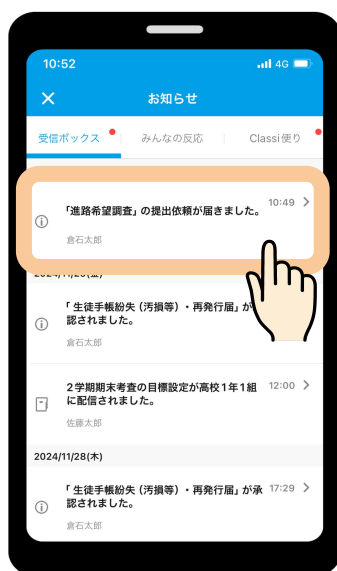 10:52
4G
お知らせ
受信ボックス
みんなの反応
Classi便り
「進路希望調査」の提出依頼が届きました。
10:49
倉石太郎
「生徒手帳紛失(汚損等)・再発行届」が
認されました。
倉石太郎
2学期期末考査の目標設定が高校1年1組
に配信されました。
12:00
佐藤太郎
2024/11/28(木)
「生徒手帳紛失(汚損等)・再発行届」が承
認されました。
17:29
倉石太郎